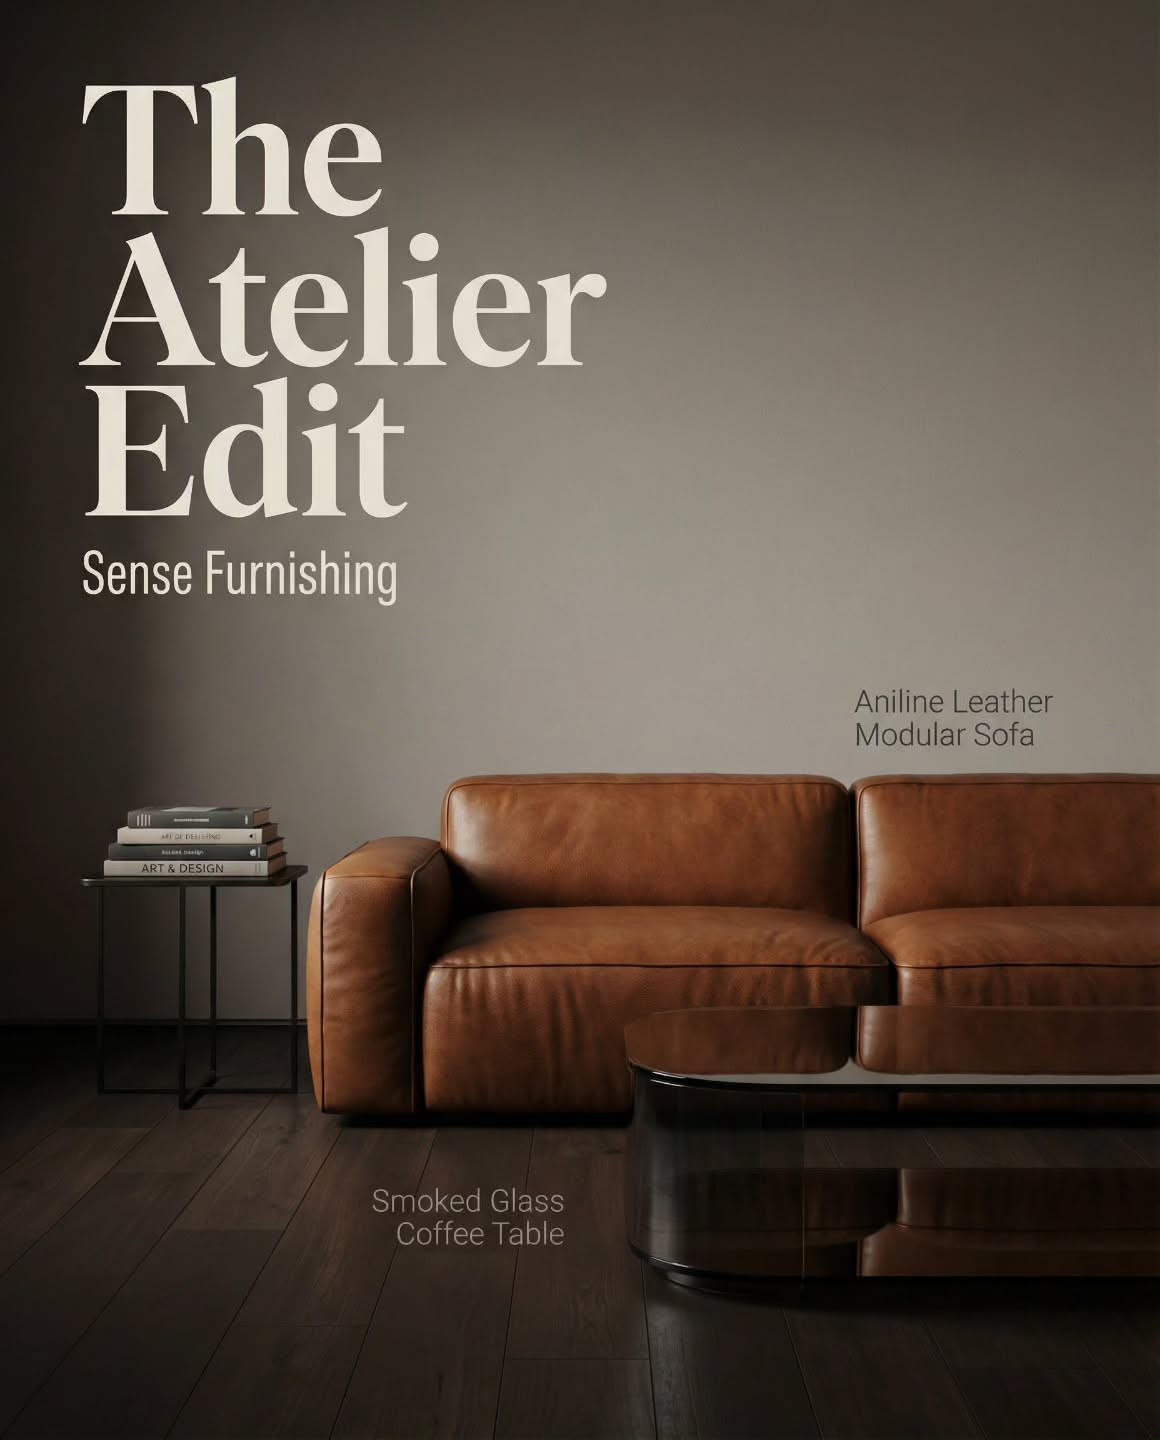 The
Atelier
Edit
Sense Furnishing
Aniline Leather
Modular Sofa
ART & DESIGN
Smoked Glass
Coffee Table